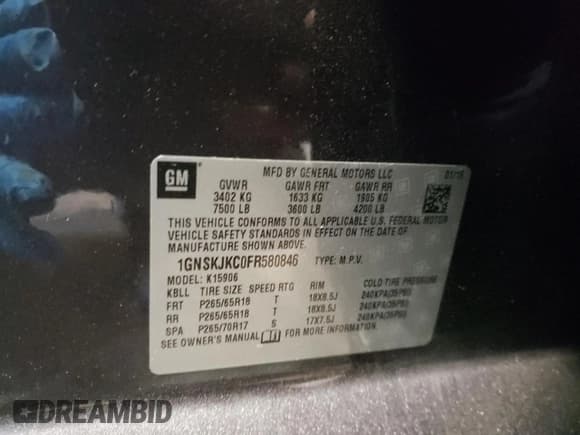 GM
MFD BY GENERAL MOTORS LLC 01/15
GVWR GAWR FRT GAWR RR
3402 KG 1633 KG 1905 KG
7500 LB 3600 LB 4200 LB
THIS VEHICLE CONFORMS TO ALL APPLICABLE U.S. FEDERAL MOTOR
VEHICLE SAFETY STANDARDS IN EFFECT ON THE DATE OF
MANUFACTURE SHOWN ABOVE.
1GNSKJKC0FR580846 TYPE: M.P.V.
MODEL: K15906
KBLL TIRE SIZE SPEED RTG RIM COLD TIRE PRESSURE
FRT P265/65R18 T 18X8.5J 240KPA(35PSI)
RR P265/65R18 T 18X8.5J 240KPA(35PSI)
SPA P265/70R17 S 17X7.5J 240KPA(35PSI)
SEE OWNER'S MANUAL FOR MORE INFORMATION.
DREAMBID